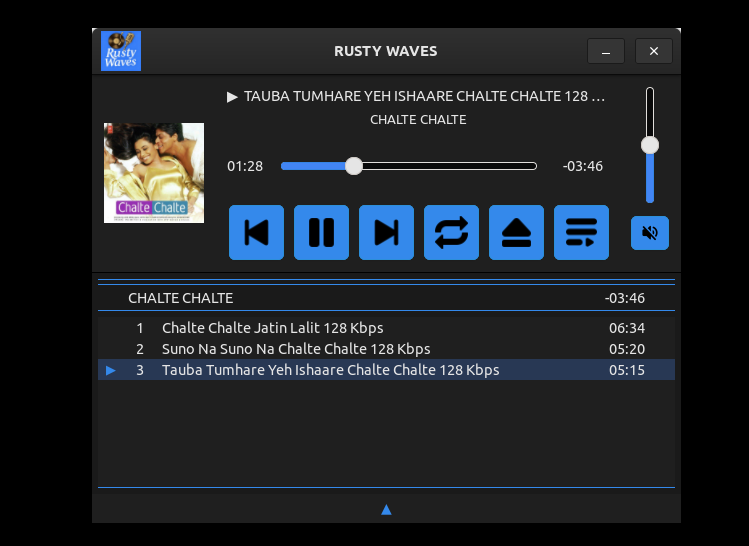 Rusty
Waves
RUSTY WAVES
▶ TAUBA TUMHARE YEH ISHAARE CHALTE CHALTE 128 ...
CHALTE CHALTE
01:28 -03:46
Chalte Chalte
CHALTE CHALTE -03:46
1 Chalte Chalte Jatin Lalit 128 Kbps 06:34
2 Suno Na Suno Na Chalte Chalte 128 Kbps 05:20
▶ 3 Tauba Tumhare Yeh Ishaare Chalte Chalte 128 Kbps 05:15